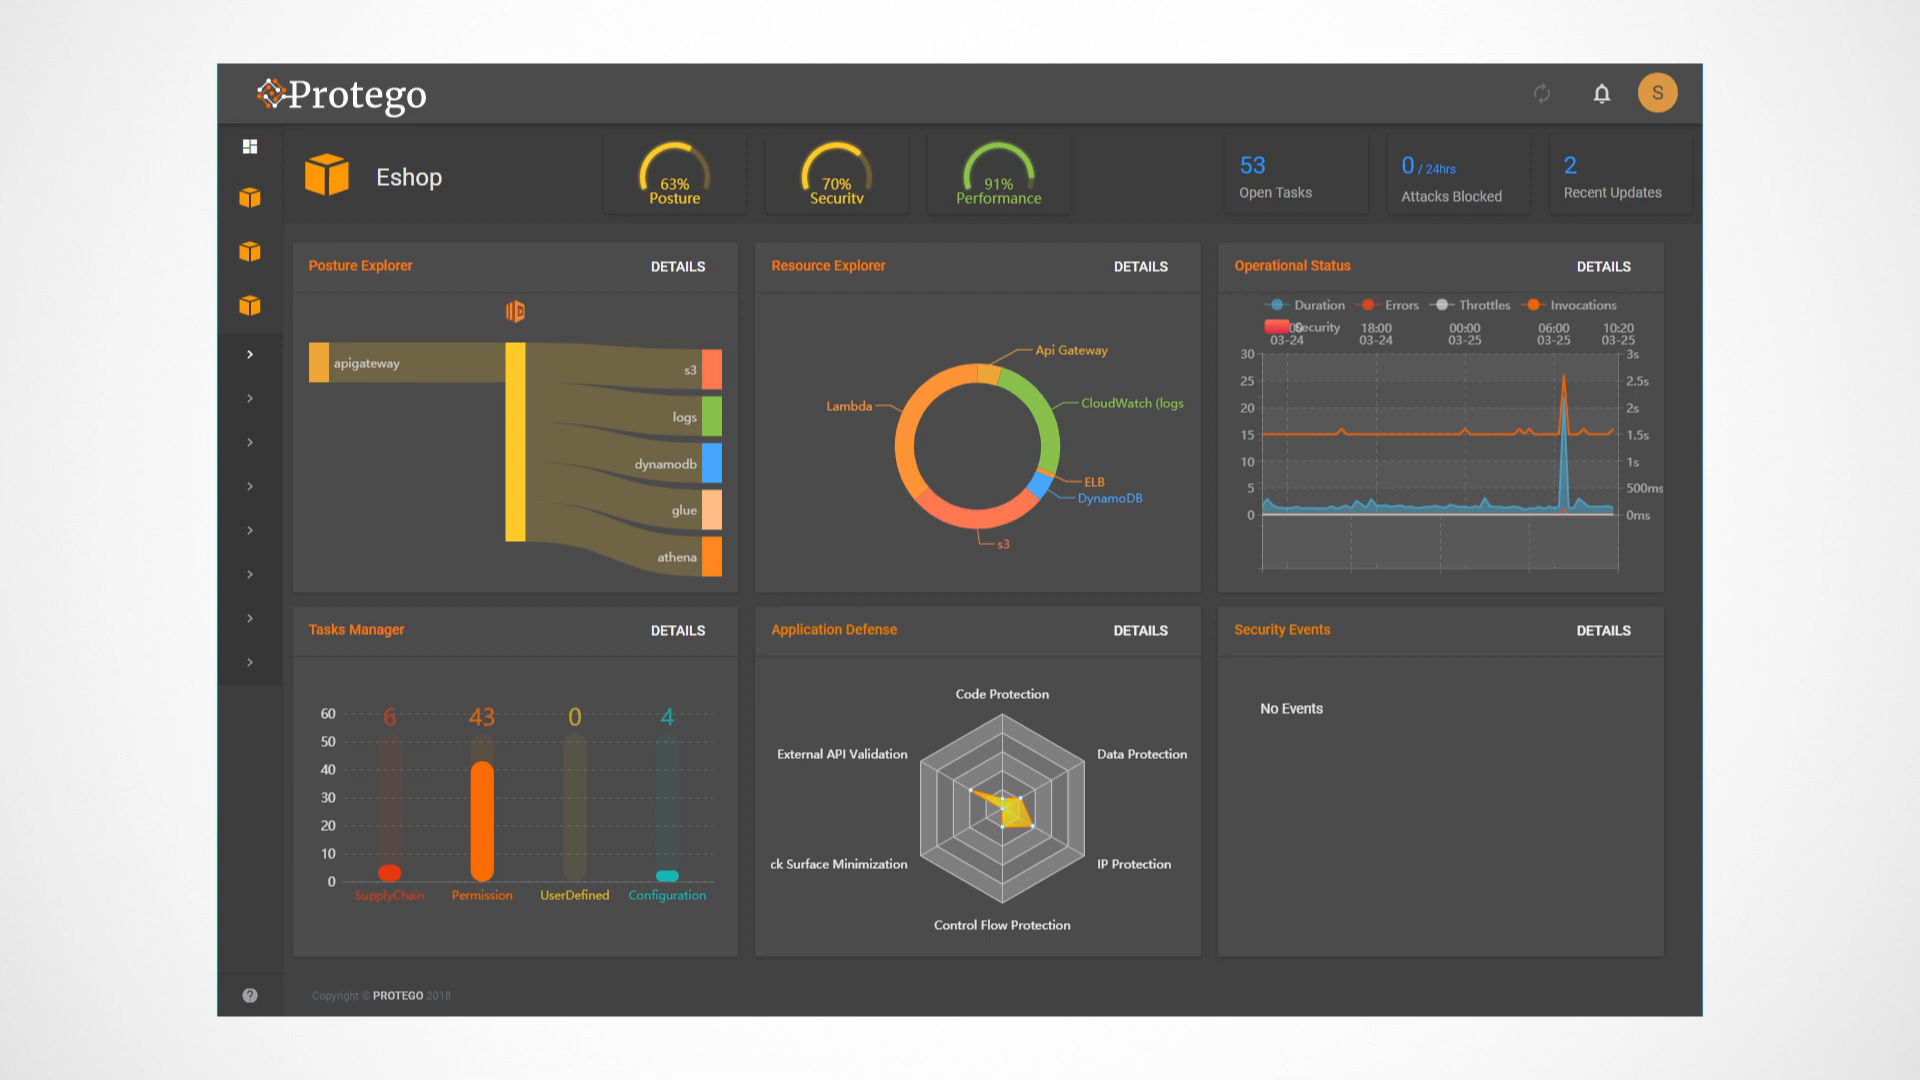 Protego
S
Eshop
63%
Posture
70%
Security
91%
Performance
53
Open Tasks
0 / 24hrs
Attacks Blocked
2
Recent Updates
Posture Explorer
DETAILS
apigateway
s3
logs
dynamodb
glue
athena
Resource Explorer
DETAILS
Api Gateway
CloudWatch (logs
Lambda
ELB
DynamoDB
s3
Operational Status
DETAILS
Duration Errors Throttles Invocations
Security
18:00 00:00 06:00 10:20
03-24 03-24 03-25 03-25 03-25
30 3s
25 2.5s
20 2s
15 1.5s
10 1s
5 500ms
0 0ms
Tasks Manager
DETAILS
60 6 43 0 4
50
40
30
20
10
0
SupplyChain Permission UserDefined Configuration
Application Defense
DETAILS
Code Protection
External API Validation Data Protection
ck Surface Minimization IP Protection
Control Flow Protection
Security Events
DETAILS
No Events
?
Copyright © PROTEGO 2018